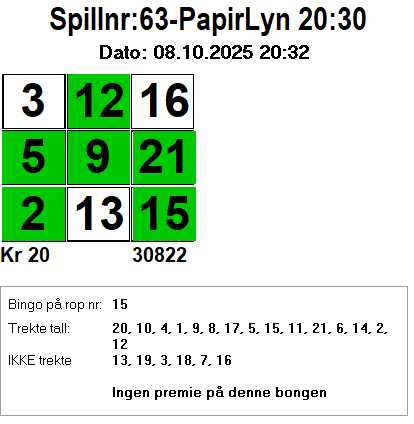 Spillnr:63-PapirLyn 20:30
Dato: 08.10.2025 20:32
3 12 16
5 9 21
2 13 15
Kr 20 30822
Bingo på rop nr: 15
Trekte tall: 20, 10, 4, 1, 9, 8, 17, 5, 15, 11, 21, 6, 14, 2,
12
IKKE trekte 13, 19, 3, 18, 7, 16
Ingen premie på denne bongen